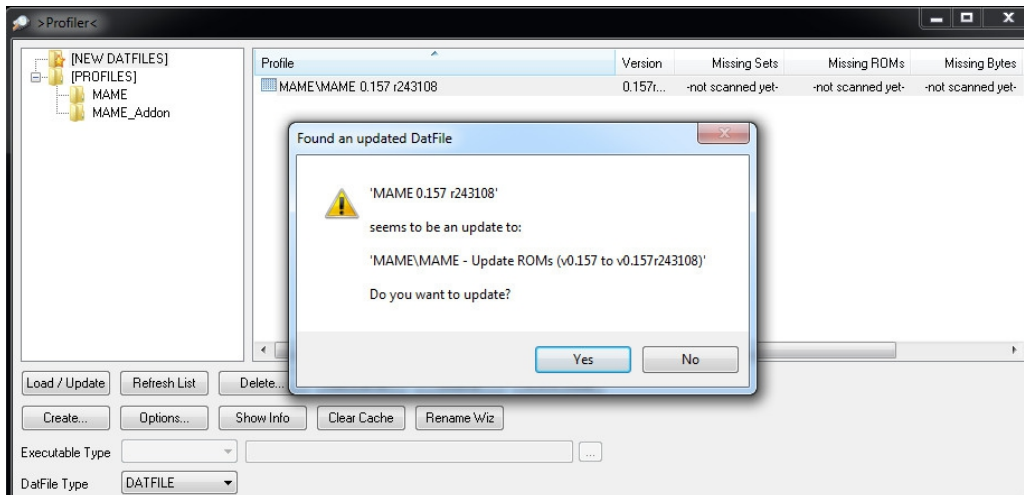 >Profiler<
[NEW DATFILES]
[PROFILES]
MAME
MAME_Addon
Profile Version Missing Sets Missing ROMs Missing Bytes
MAME\MAME 0.157 r243108 0.157r... -not scanned yet- -not scanned yet- -not scanned yet-
Found an updated DatFile
'MAME 0.157 r243108'
seems to be an update to:
'MAME\MAME - Update ROMs (v0.157 to v0.157r243108)'
Do you want to update?
Yes No
Load / Update Refresh List Delete...
Create... Options... Show Info Clear Cache Rename Wiz
Executable Type ...
DatFile Type DATFILE